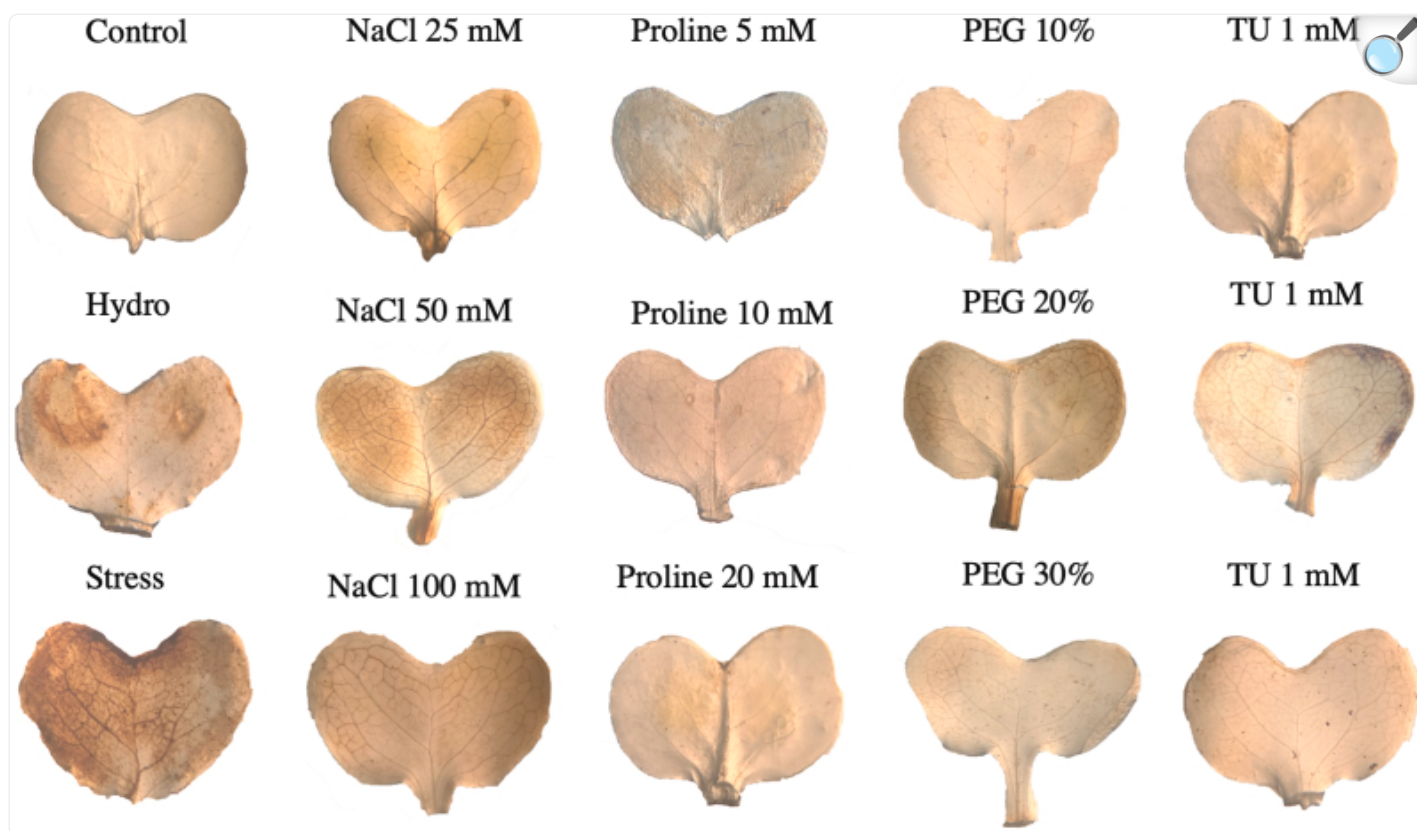 Control NaCl 25 mM Proline 5 mM PEG 10% TU 1 mM
Hydro NaCl 50 mM Proline 10 mM PEG 20% TU 1 mM
Stress NaCl 100 mM Proline 20 mM PEG 30% TU 1 mM